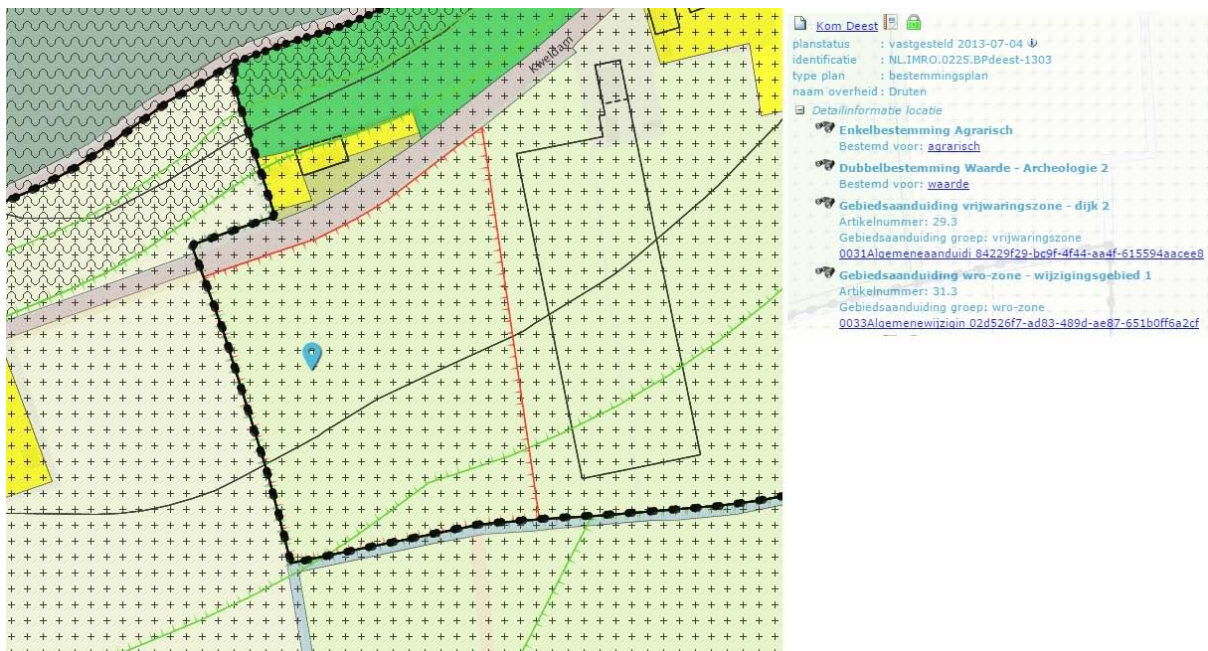 Kweldam
Kom Deest
planstatus : vastgesteld 2013-07-04
identificatie : NL.IMRO.0225.BPdeest-1303
type plan : bestemmingsplan
naam overheid : Druten
Detailinformatie locatie
Enkelbestemming Agrarisch
Bestemd voor: agrarisch
Dubbelbestemming Waarde - Archeologie 2
Bestemd voor: waarde
Gebiedsaanduiding vrijwaringszone - dijk 2
Artikelnummer: 29.3
Gebiedsaanduiding groep: vrijwaringszone
0031Algemeneaanduidi 84229f29-bc9f-4f44-aa4f-615594aacee8
Gebiedsaanduiding wro-zone - wijzigingsgebied 1
Artikelnummer: 31.3
Gebiedsaanduiding groep: wro-zone
0033Algemenewijzigin 02d526f7-ad83-489d-ae87-651b0ff6a2cf